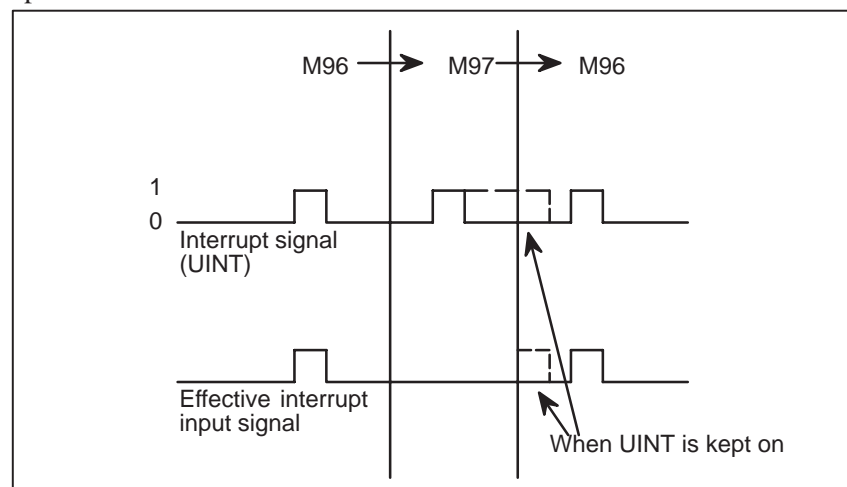 M96 M97 M96
1
0
Interrupt signal
(UINT)
Effective interrupt
input signal
When UINT is kept on